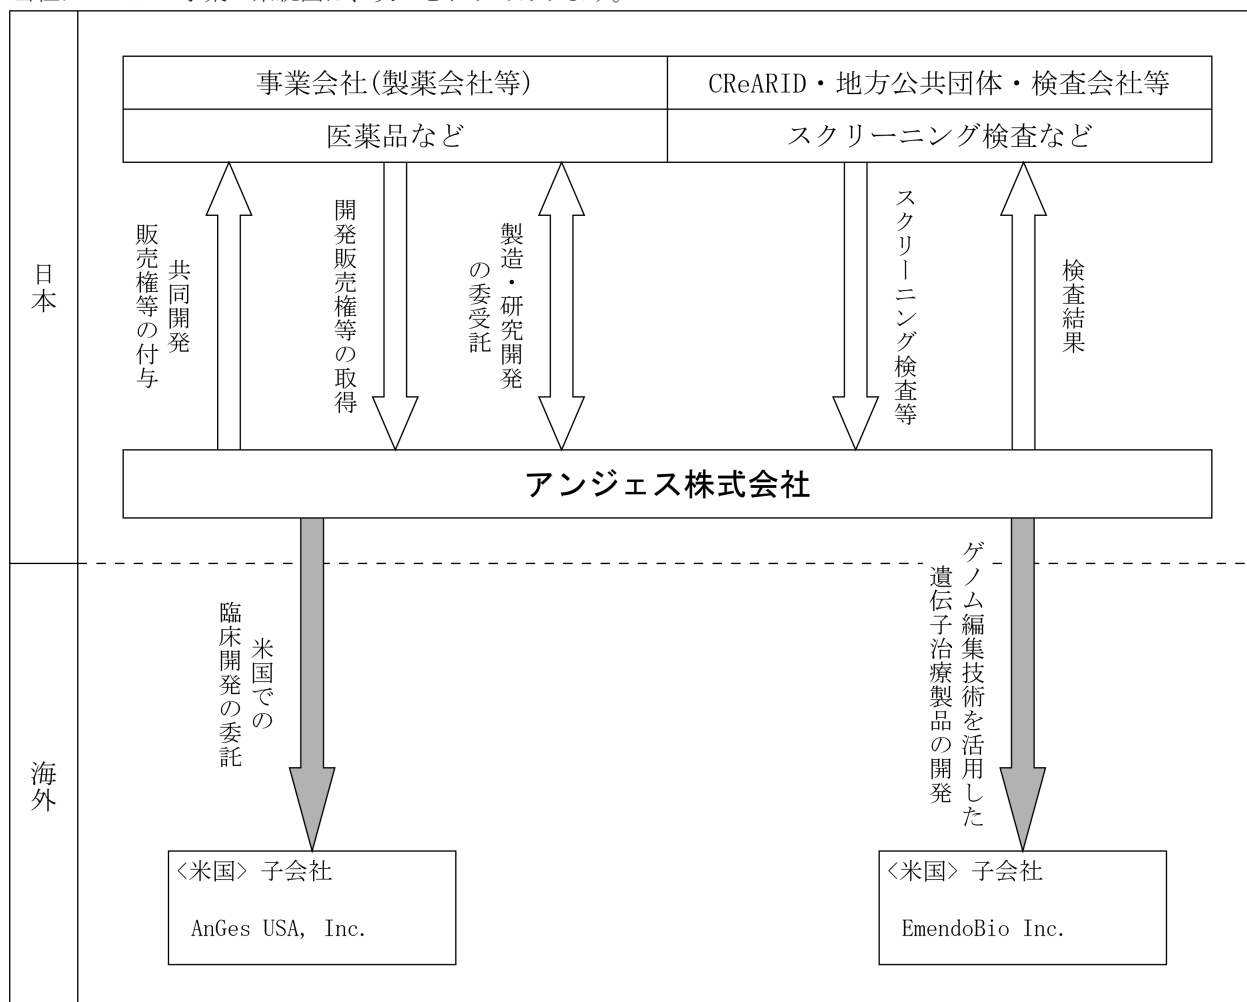 事業会社(製薬会社等)
CReARID・地方公共団体・検査会社等
医薬品など
スクリーニング検査など
日本
共同開発
販売権等の付与
開発販売権等の取得
製造・研究開発
の委受託
スクリーニング検査等
検査結果
アンジェス株式会社
海外
米国での
臨床開発の委託
ゲノム編集技術を活用した
遺伝子治療製品の開発
<米国> 子会社
AnGes USA, Inc.
<米国> 子会社
EmendoBio Inc.